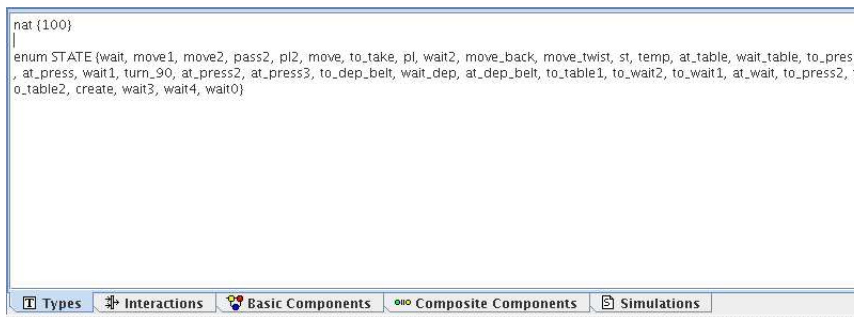 nat {100}
enum STATE {wait, move1, move2, pass2, pl2, move, to_take, pl, wait2, move_back, move_twist, st, temp, at_table, wait_table, to_pres
, at_press, wait1, turn_90, at_press2, at_press3, to_dep_belt, wait_dep, at_dep_belt, to_table1, to_wait2, to_wait1, at_wait, to_press2,
o_table2, create, wait3, wait4, wait0}
Types Interactions Basic Components Composite Components Simulations